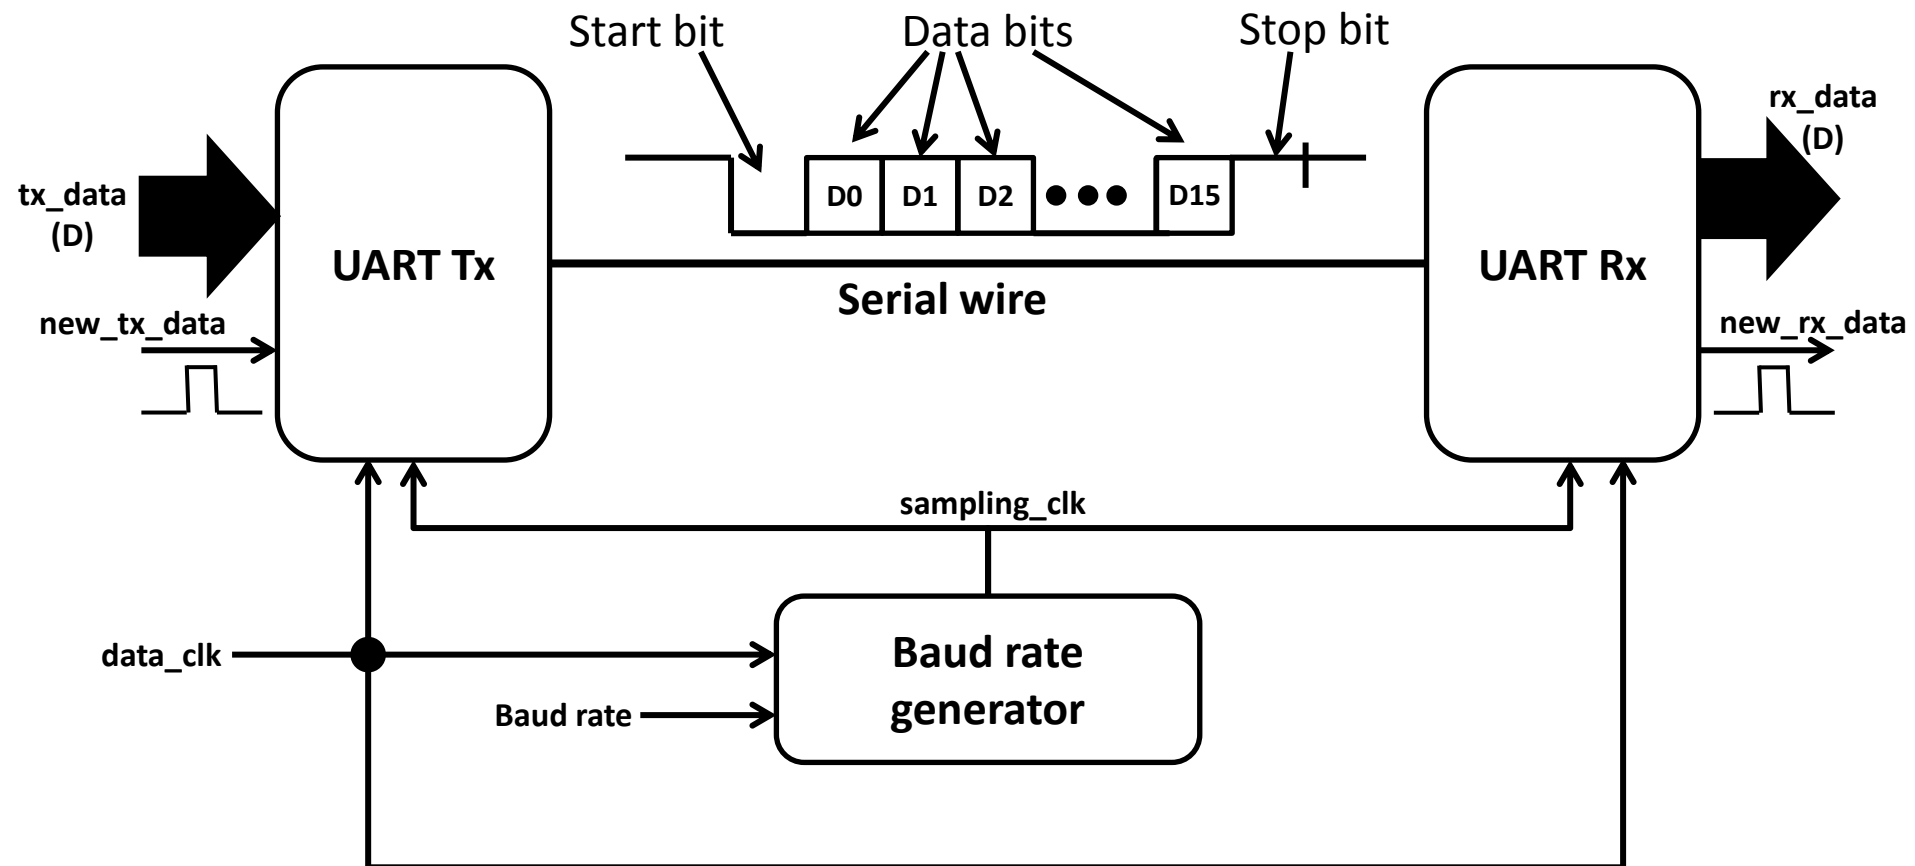 Start bit
Data bits
Stop bit
rx_data
(D)
tx_data
(D)
D0
D1
D2
D15
UART Tx
UART Rx
Serial wire
new_tx_data
new_rx_data
sampling_clk
data_clk
Baud rate
generator
Baud rate